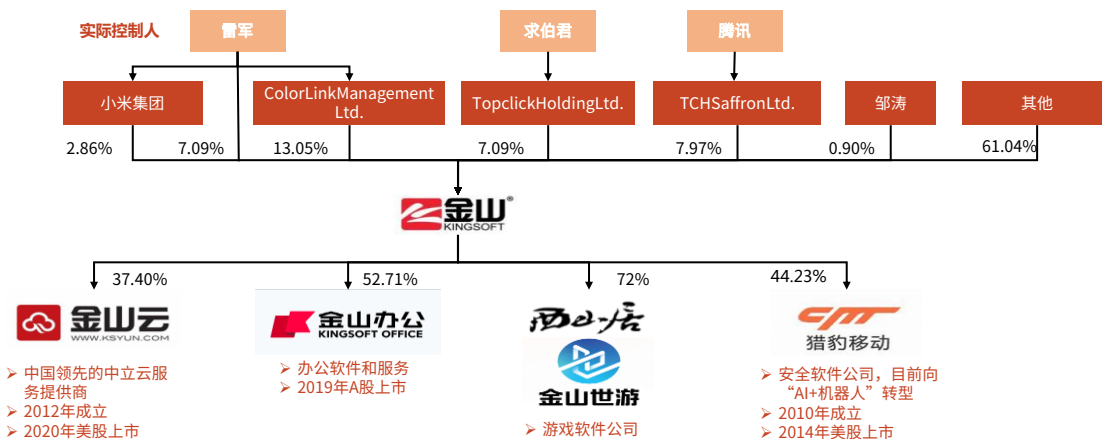 实际控制人
雷军
求伯君
腾讯
小米集团
ColorLinkManagement
Ltd.
TopclickHoldingLtd.
TCHSaffronLtd.
邹涛
其他
2.86%
7.09%
13.05%
7.09%
7.97%
0.90%
61.04%
金山®
KINGSOFT
37.40%
52.71%
72%
44.23%
金山云
WWW.KSYUN.COM
金山办公
KINGSOFT OFFICE
西山居
金山世游
CMT
猎豹移动
➢ 中国领先的中立云服
务提供商
➢ 2012年成立
➢ 2020年美股上市
➢ 办公软件和服务
➢ 2019年A股上市
➢ 游戏软件公司
➢ 安全软件公司，目前向
“AI+机器人”转型
➢ 2010年成立
➢ 2014年美股上市